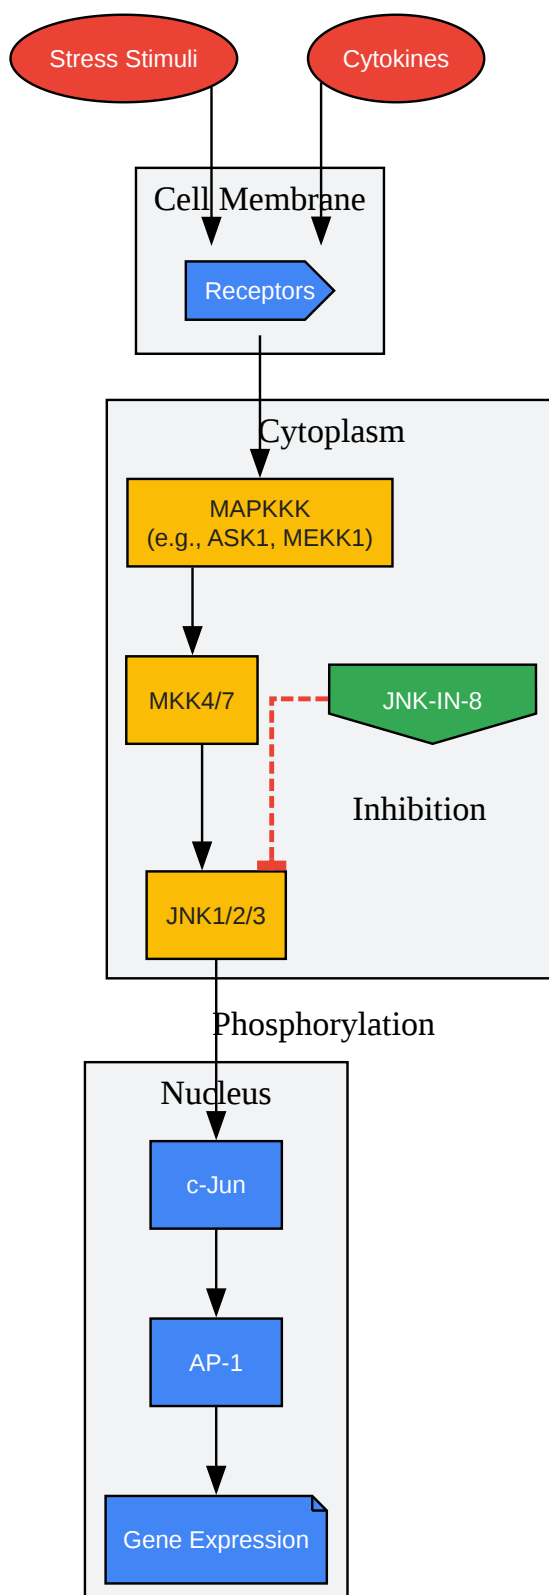 Stress Stimuli
Cytokines
Cell Membrane
Receptors
Cytoplasm
MAPKKK
(e.g., ASK1, MEKK1)
MKK4/7
JNK-IN-8
Inhibition
JNK1/2/3
Phosphorylation
Nucleus
c-Jun
AP-1
Gene Expression